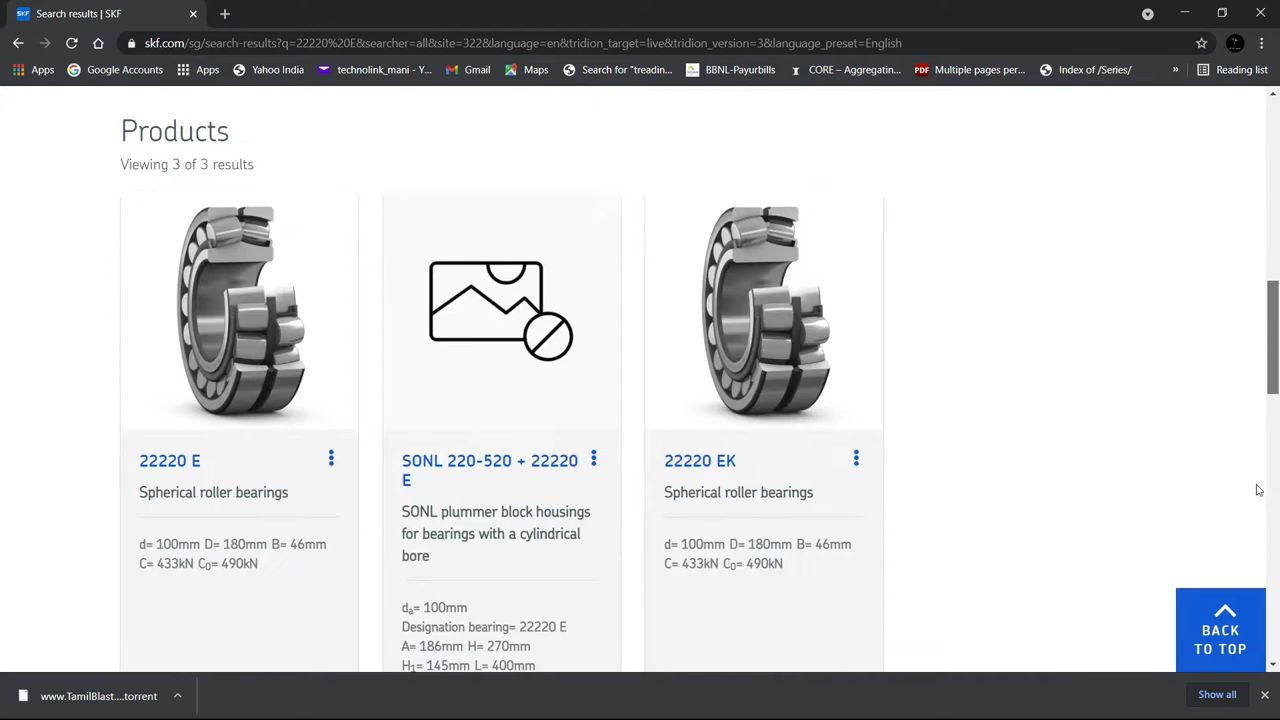 SKF Search results | SKF
skf.com/sg/search-results?q=22220%20E&searcher=all&site=322&language=en&tridion_target=live&tridion_version=3&language_preset=English
Apps Google Accounts Apps Yahoo India technolink_mani - Y... Gmail Maps Search for "treadin... BBNL-Payurbills CORE – Aggregatin... PDF Multiple pages per... Index of /Series/ » Reading list
Products
Viewing 3 of 3 results
22220 E
Spherical roller bearings
d= 100mm D= 180mm B= 46mm
C= 433kN C₀= 490kN
SONL 220-520 + 22220
E
SONL plummer block housings
for bearings with a cylindrical
bore
dₐ= 100mm
Designation bearing= 22220 E
A= 186mm H= 270mm
H₁= 145mm L= 400mm
22220 EK
Spherical roller bearings
d= 100mm D= 180mm B= 46mm
C= 433kN C₀= 490kN
BACK
TO TOP
www.TamilBlast....torrent
Show all